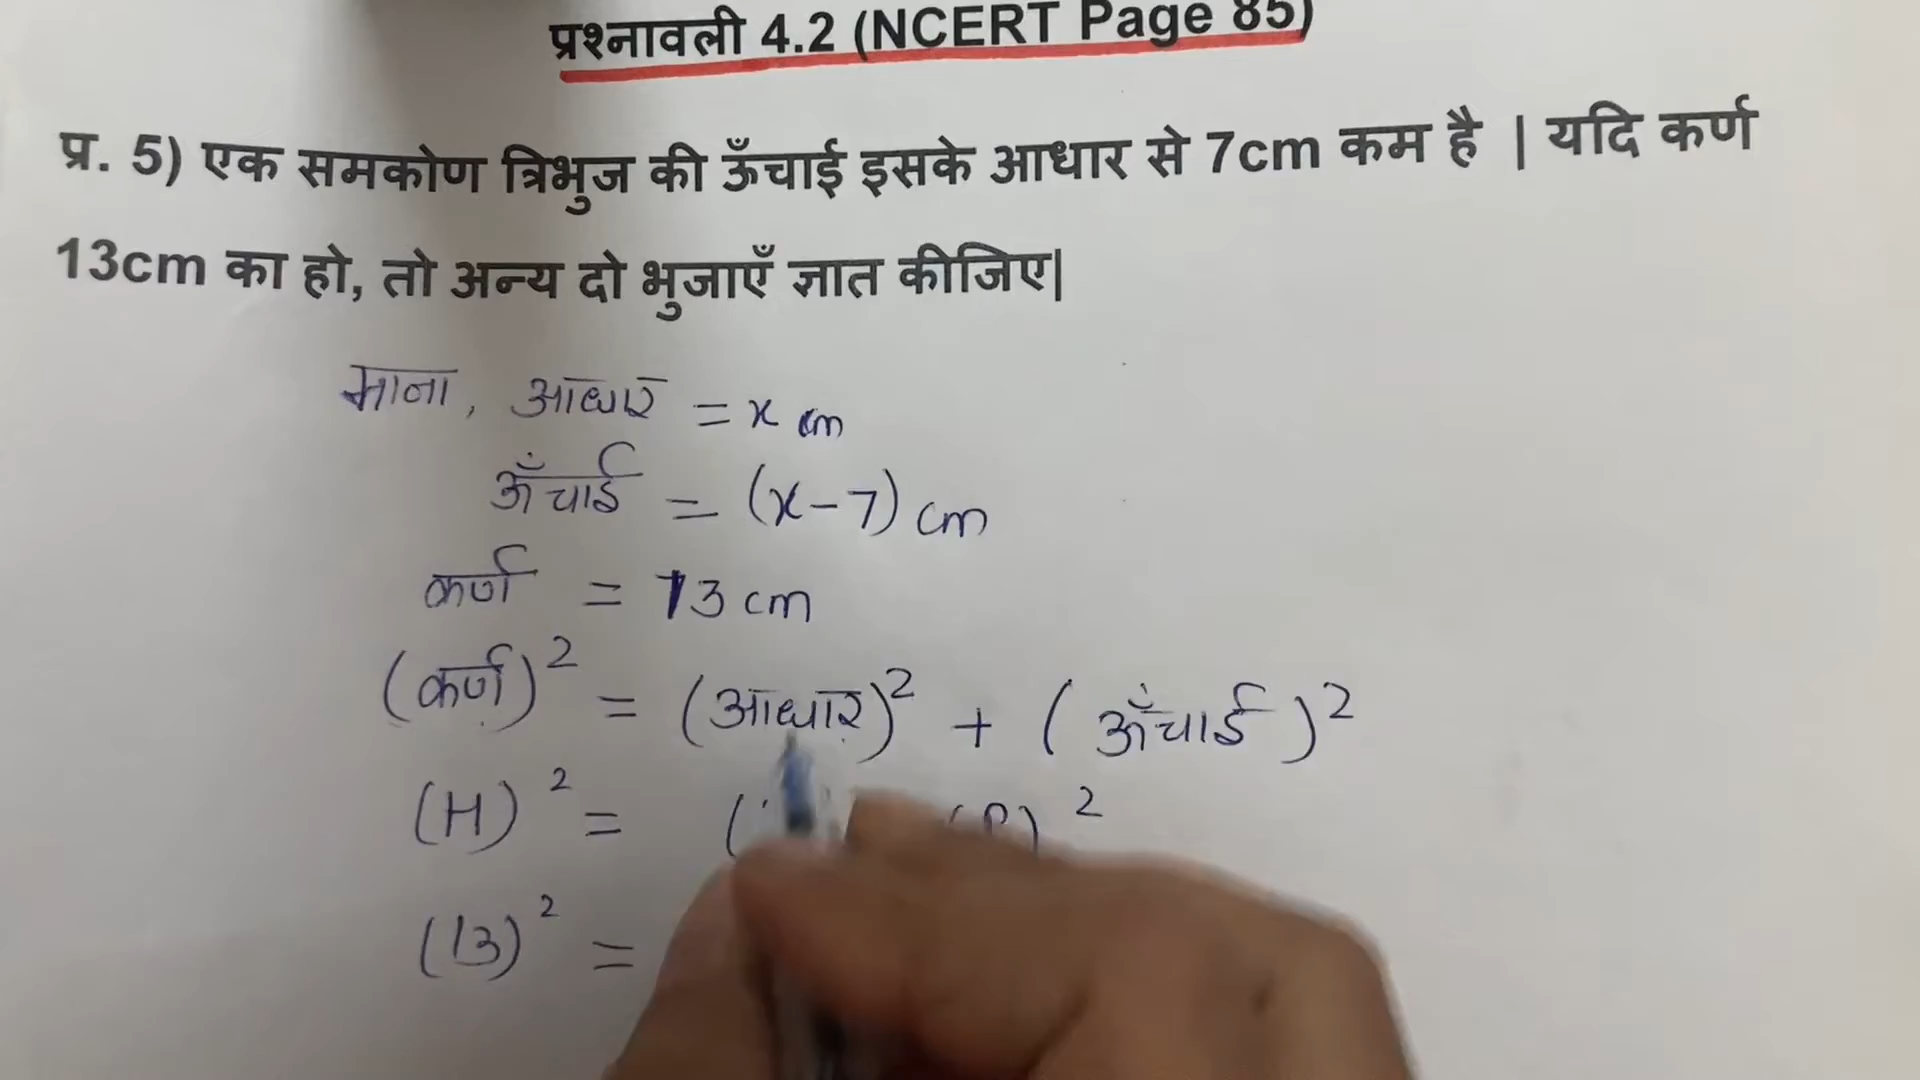 प्रश्नावली 4.2 (NCERT Page 85)
प्र. 5) एक समकोण त्रिभुज की ऊँचाई इसके आधार से 7cm कम है | यदि कर्ण
13cm का हो, तो अन्य दो भुजाएँ ज्ञात कीजिए|
माना, आधार = x cm
ऊँचाई = (x-7) cm
कर्ण = 13 cm
(कर्ण)² = (आधार)² + (ऊँचाई)²
(H)² = ( (P)²
(13)² =